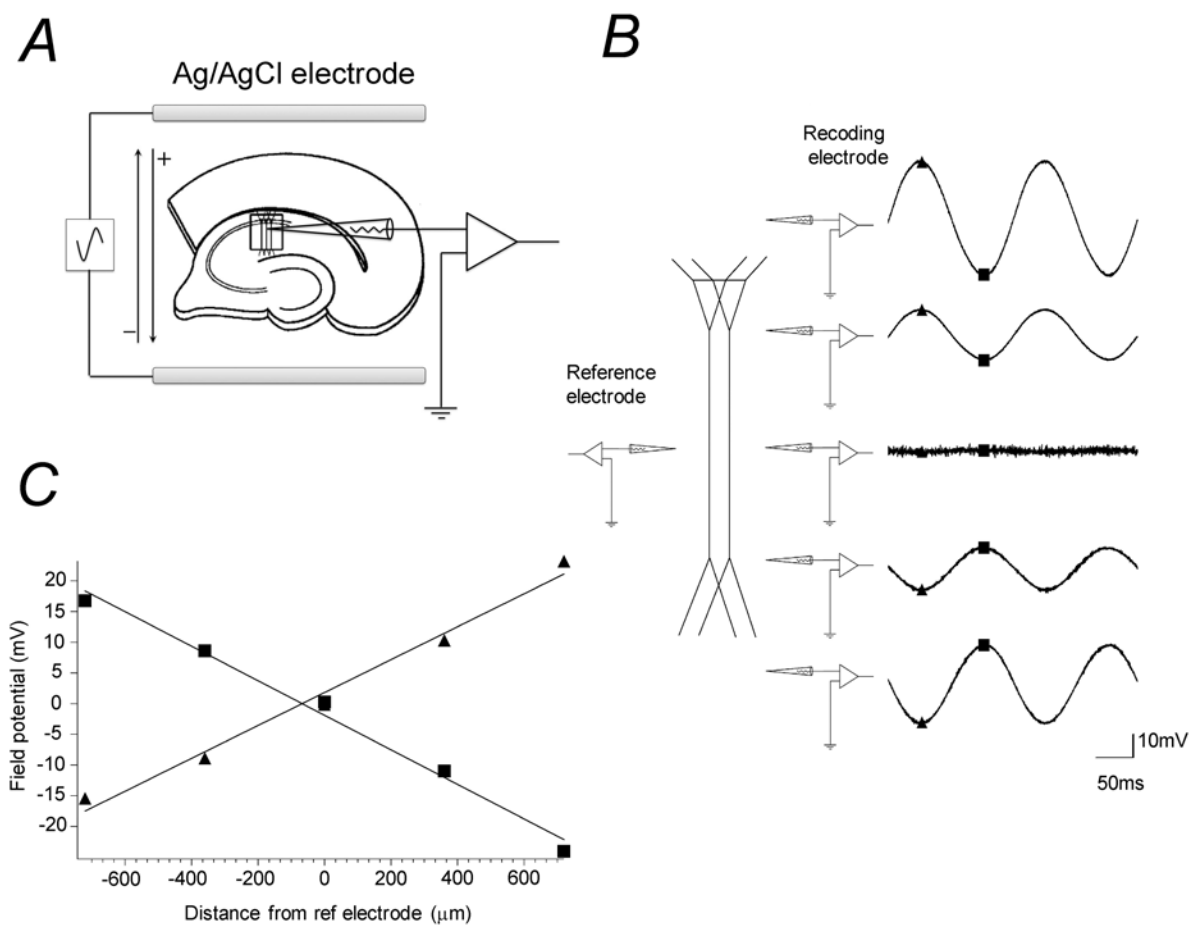 A
Ag/AgCl electrode
+
−
B
Recoding
electrode
Reference
electrode
10mV
50ms
C
Field potential (mV)
20
15
10
5
0
-5
-10
-15
-20
-600
-400
-200
0
200
400
600
Distance from ref electrode (μm)